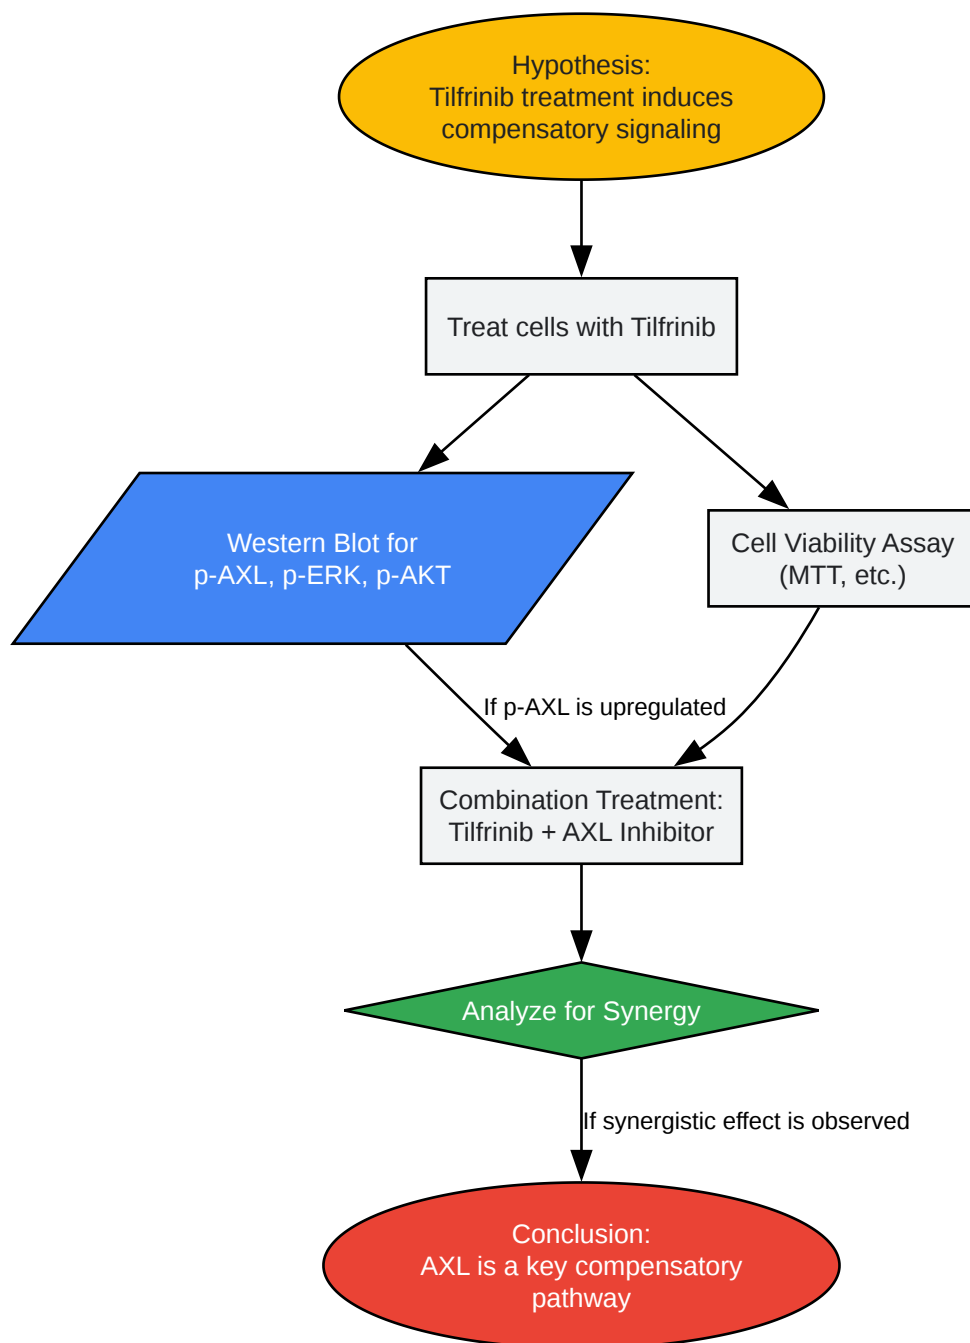 Hypothesis:
Tilfrinib treatment induces
compensatory signaling
Treat cells with Tilfrinib
Western Blot for
p-AXL, p-ERK, p-AKT
Cell Viability Assay
(MTT, etc.)
If p-AXL is upregulated
Combination Treatment:
Tilfrinib + AXL Inhibitor
Analyze for Synergy
If synergistic effect is observed
Conclusion:
AXL is a key compensatory
pathway